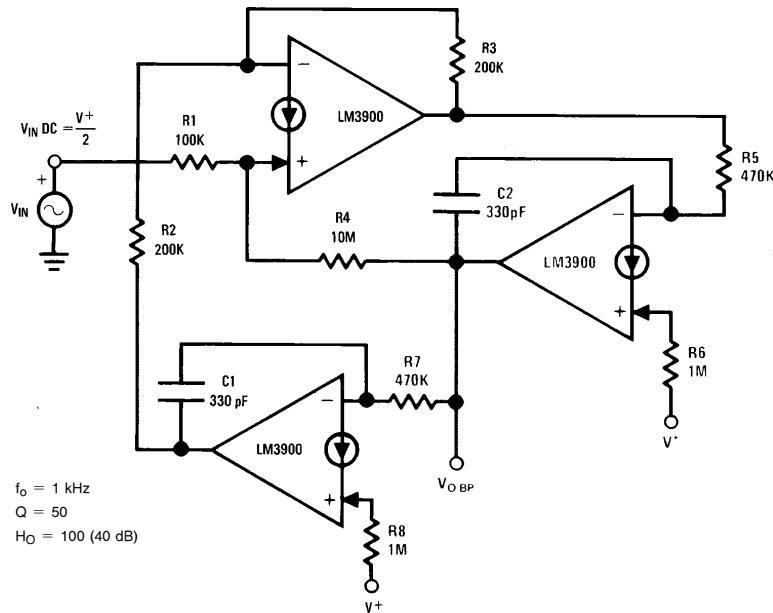 R3
200K
−
LM3900
+
V_IN DC = V⁺/2
R1
100K
+
V_IN
R2
200K
R4
10M
C2
330pF
R5
470K
−
LM3900
+
R6
1M
V⁺
C1
330 pF
R7
470K
−
LM3900
+
V_O BP
R8
1M
V⁺
f_o = 1 kHz
Q = 50
H_O = 100 (40 dB)